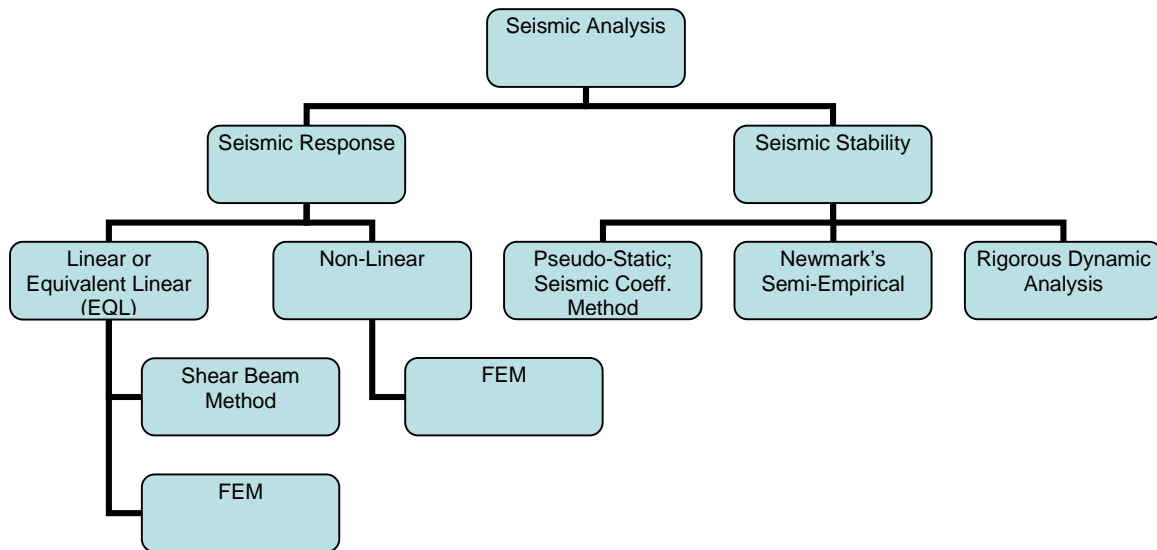 Seismic Analysis
Seismic Response
Seismic Stability
Linear or
Equivalent Linear
(EQL)
Non-Linear
Pseudo-Static;
Seismic Coeff.
Method
Newmark's
Semi-Empirical
Rigorous Dynamic
Analysis
Shear Beam
Method
FEM
FEM